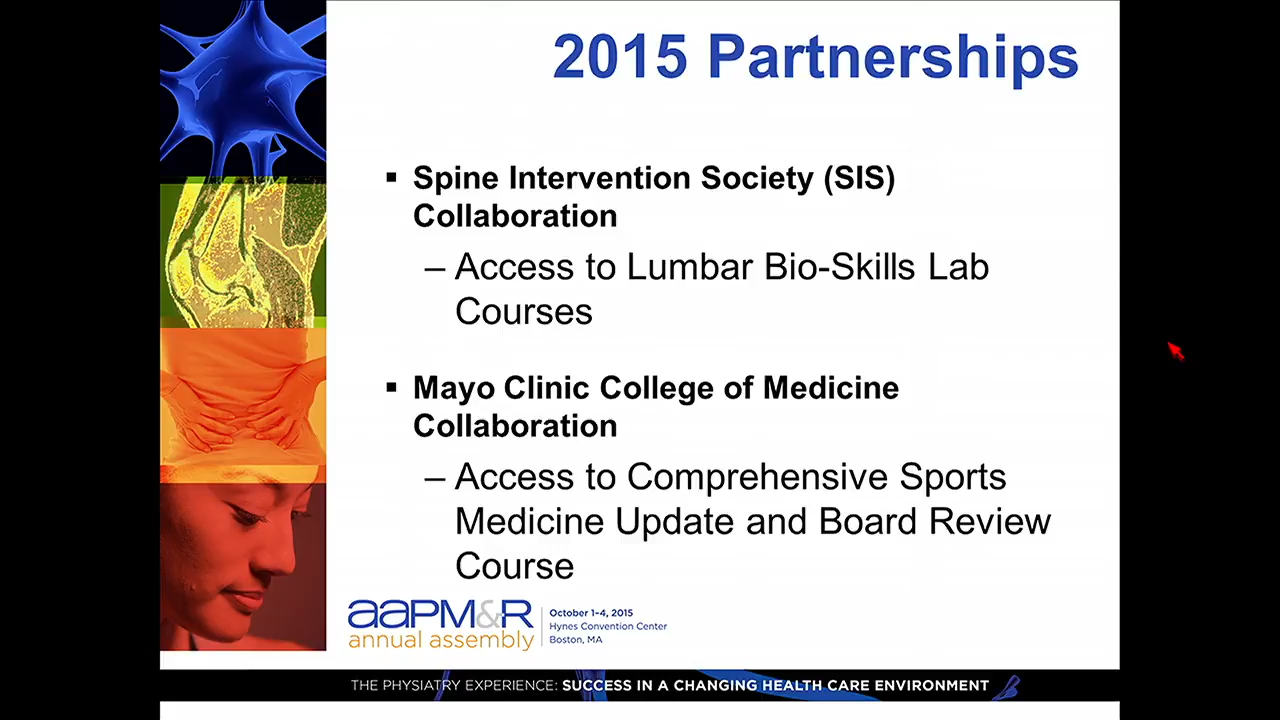 2015 Partnerships
▪ Spine Intervention Society (SIS)
Collaboration
– Access to Lumbar Bio-Skills Lab
Courses
▪ Mayo Clinic College of Medicine
Collaboration
– Access to Comprehensive Sports
Medicine Update and Board Review
Course
aaPM&R
annual assembly
October 1-4, 2015
Hynes Convention Center
Boston, MA
THE PHYSIATRY EXPERIENCE: SUCCESS IN A CHANGING HEALTH CARE ENVIRONMENT